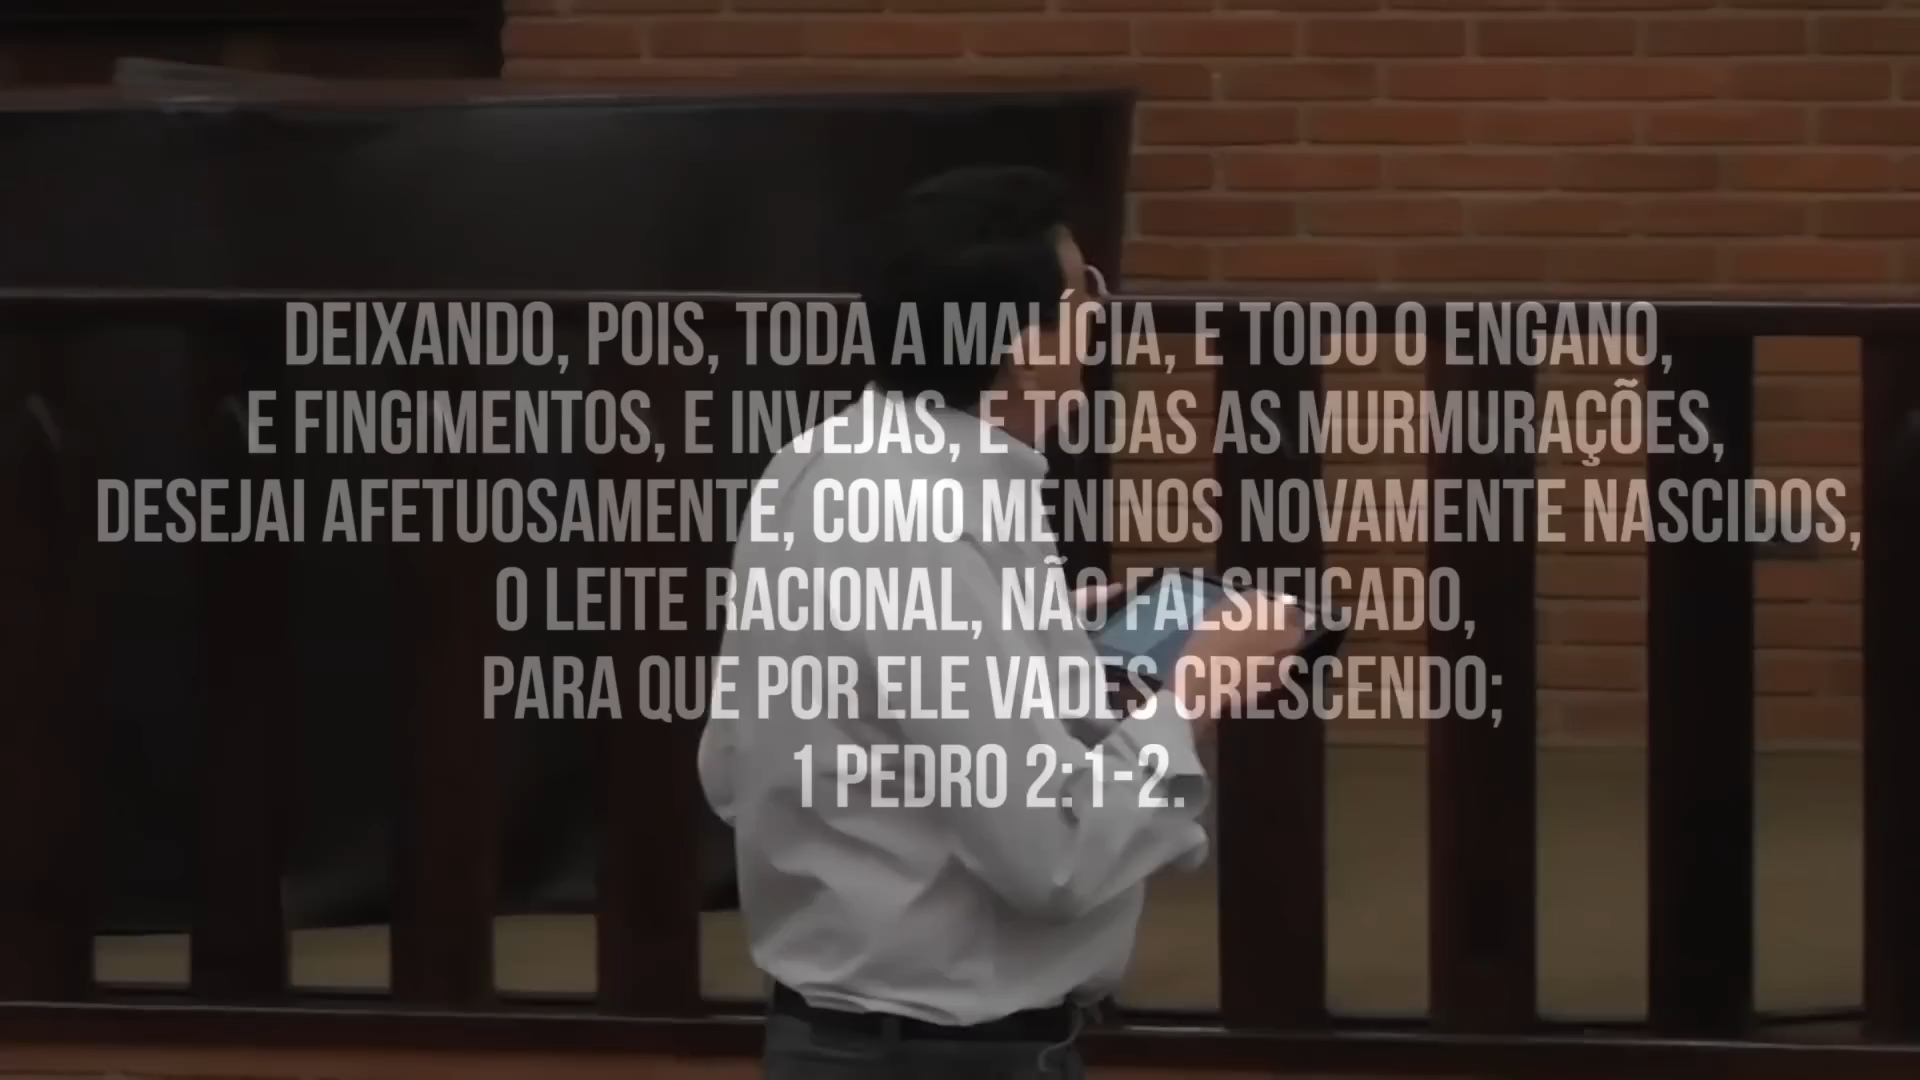 DEIXANDO, POIS, TODA A MALÍCIA, E TODO O ENGANO,
E FINGIMENTOS, E INVEJAS, E TODAS AS MURMURAÇÕES,
DESEJAI AFETUOSAMENTE, COMO MENINOS NOVAMENTE NASCIDOS,
O LEITE RACIONAL, NÃO FALSIFICADO,
PARA QUE POR ELE VADES CRESCENDO;
1 PEDRO 2:1-2.